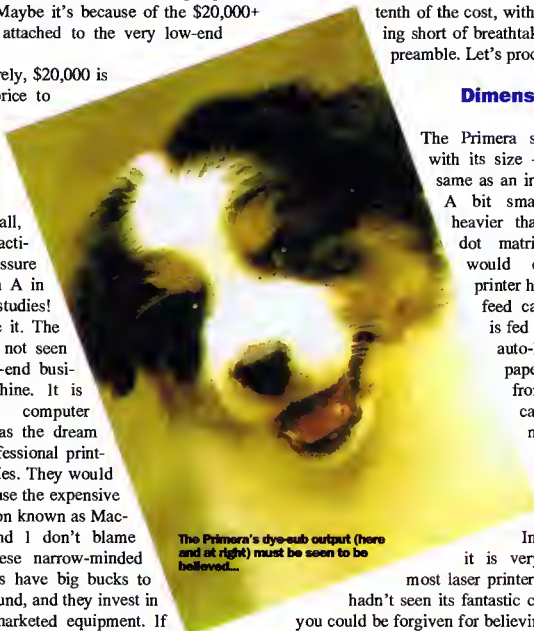 Maybe it's because of the $20,000+
attached to the very low-end
rely, $20,000 is
rice to
all,
acti-
ssure
A in
studies!
e it. The
not seen
-end busi-
hine. It is
computer
as the dream
fessional print-
es. They would
use the expensive
on known as Mac-
nd I don't blame
ese narrow-minded
s have big bucks to
und, and they invest in
arketed equipment. If
The Primera's dye-sub output (here
and at right) must be seen to be
believed...
tenth of the cost, with
ing short of breathtak
preamble. Let's proc
Dimens
The Primera s
with its size -
same as an in
A bit sma
heavier tha
dot matri
would
printer h
feed ca
is fed
auto-
pape
fro
ca
In
it is very
most laser printer
hadn't seen its fantastic c
you could be forgiven for believin